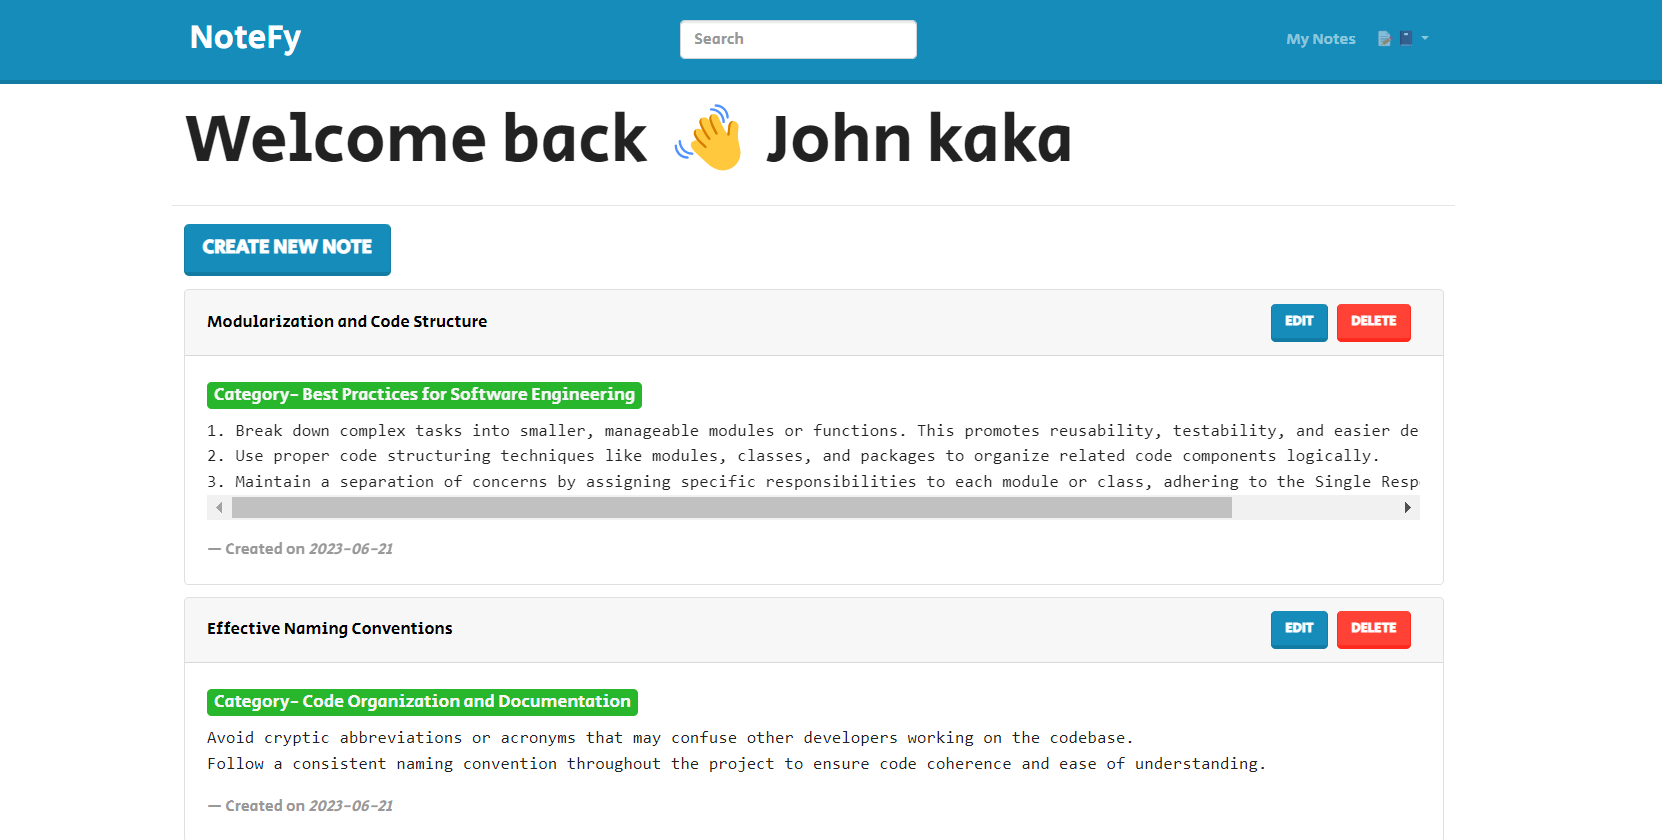 NoteFy
Search
My Notes
Welcome back 👋 John kaka
CREATE NEW NOTE
Modularization and Code Structure
EDIT
DELETE
Category- Best Practices for Software Engineering
1. Break down complex tasks into smaller, manageable modules or functions. This promotes reusability, testability, and easier de
2. Use proper code structuring techniques like modules, classes, and packages to organize related code components logically.
3. Maintain a separation of concerns by assigning specific responsibilities to each module or class, adhering to the Single Resp
— Created on 2023-06-21
Effective Naming Conventions
EDIT
DELETE
Category- Code Organization and Documentation
Avoid cryptic abbreviations or acronyms that may confuse other developers working on the codebase.
Follow a consistent naming convention throughout the project to ensure code coherence and ease of understanding.
— Created on 2023-06-21